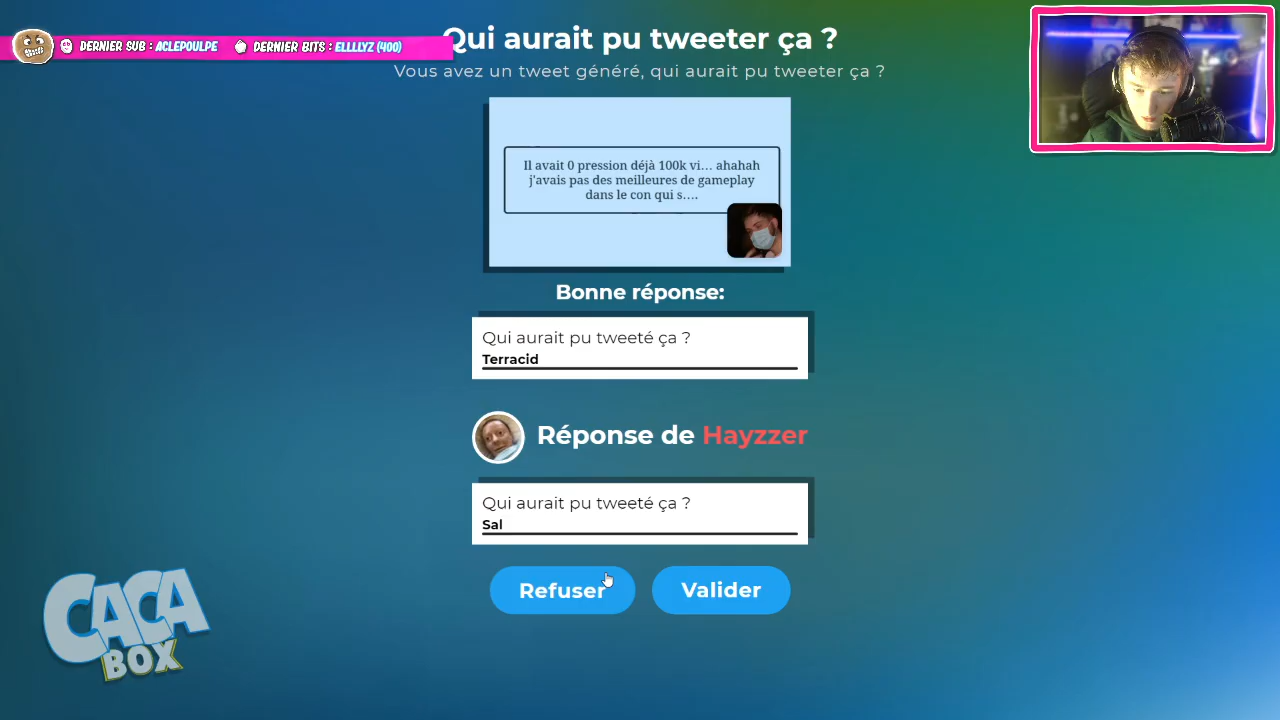 Qui aurait pu tweeter ça ?
DERNIER SUB : ACLEPOULPE DERNIER BITS : ELLLLYZ (400)
Vous avez un tweet généré, qui aurait pu tweeter ça ?
Il avait 0 pression déjà 100k vi… ahahah
j'avais pas des meilleures de gameplay
dans le con qui s….
Bonne réponse:
Qui aurait pu tweeté ça ?
Terracid
Réponse de Hayzzer
Qui aurait pu tweeté ça ?
Sal
Refuser Valider
CACA
BOX